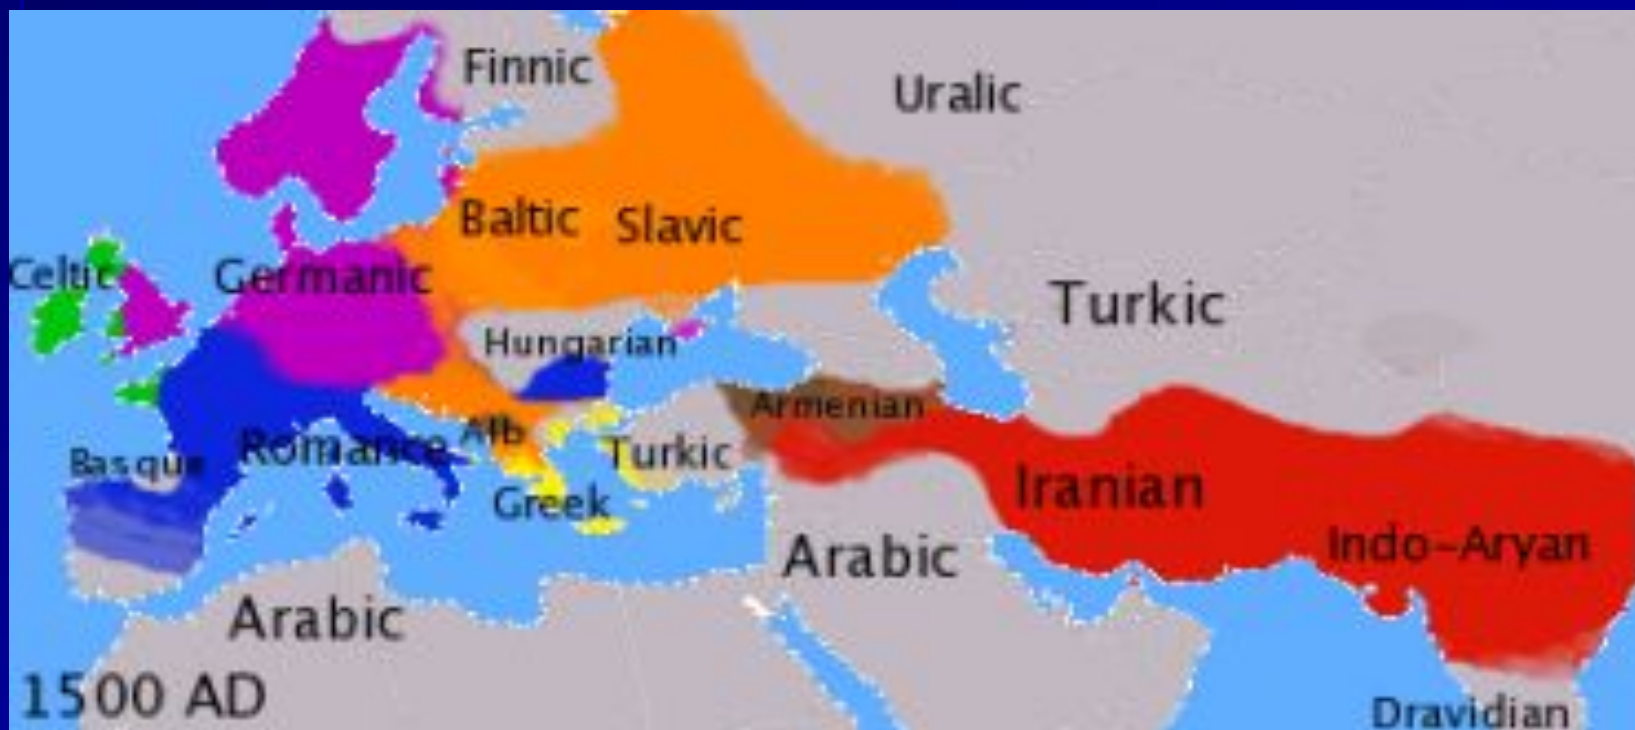 Finnic
Uralic
Baltic Slavic
Celtic
Germanic
Turkic
Hungarian
Armenian
Alb
Romance
Basque
Turkic
Greek
Iranian
Indo-Aryan
Arabic
Arabic
1500 AD
Dravidian